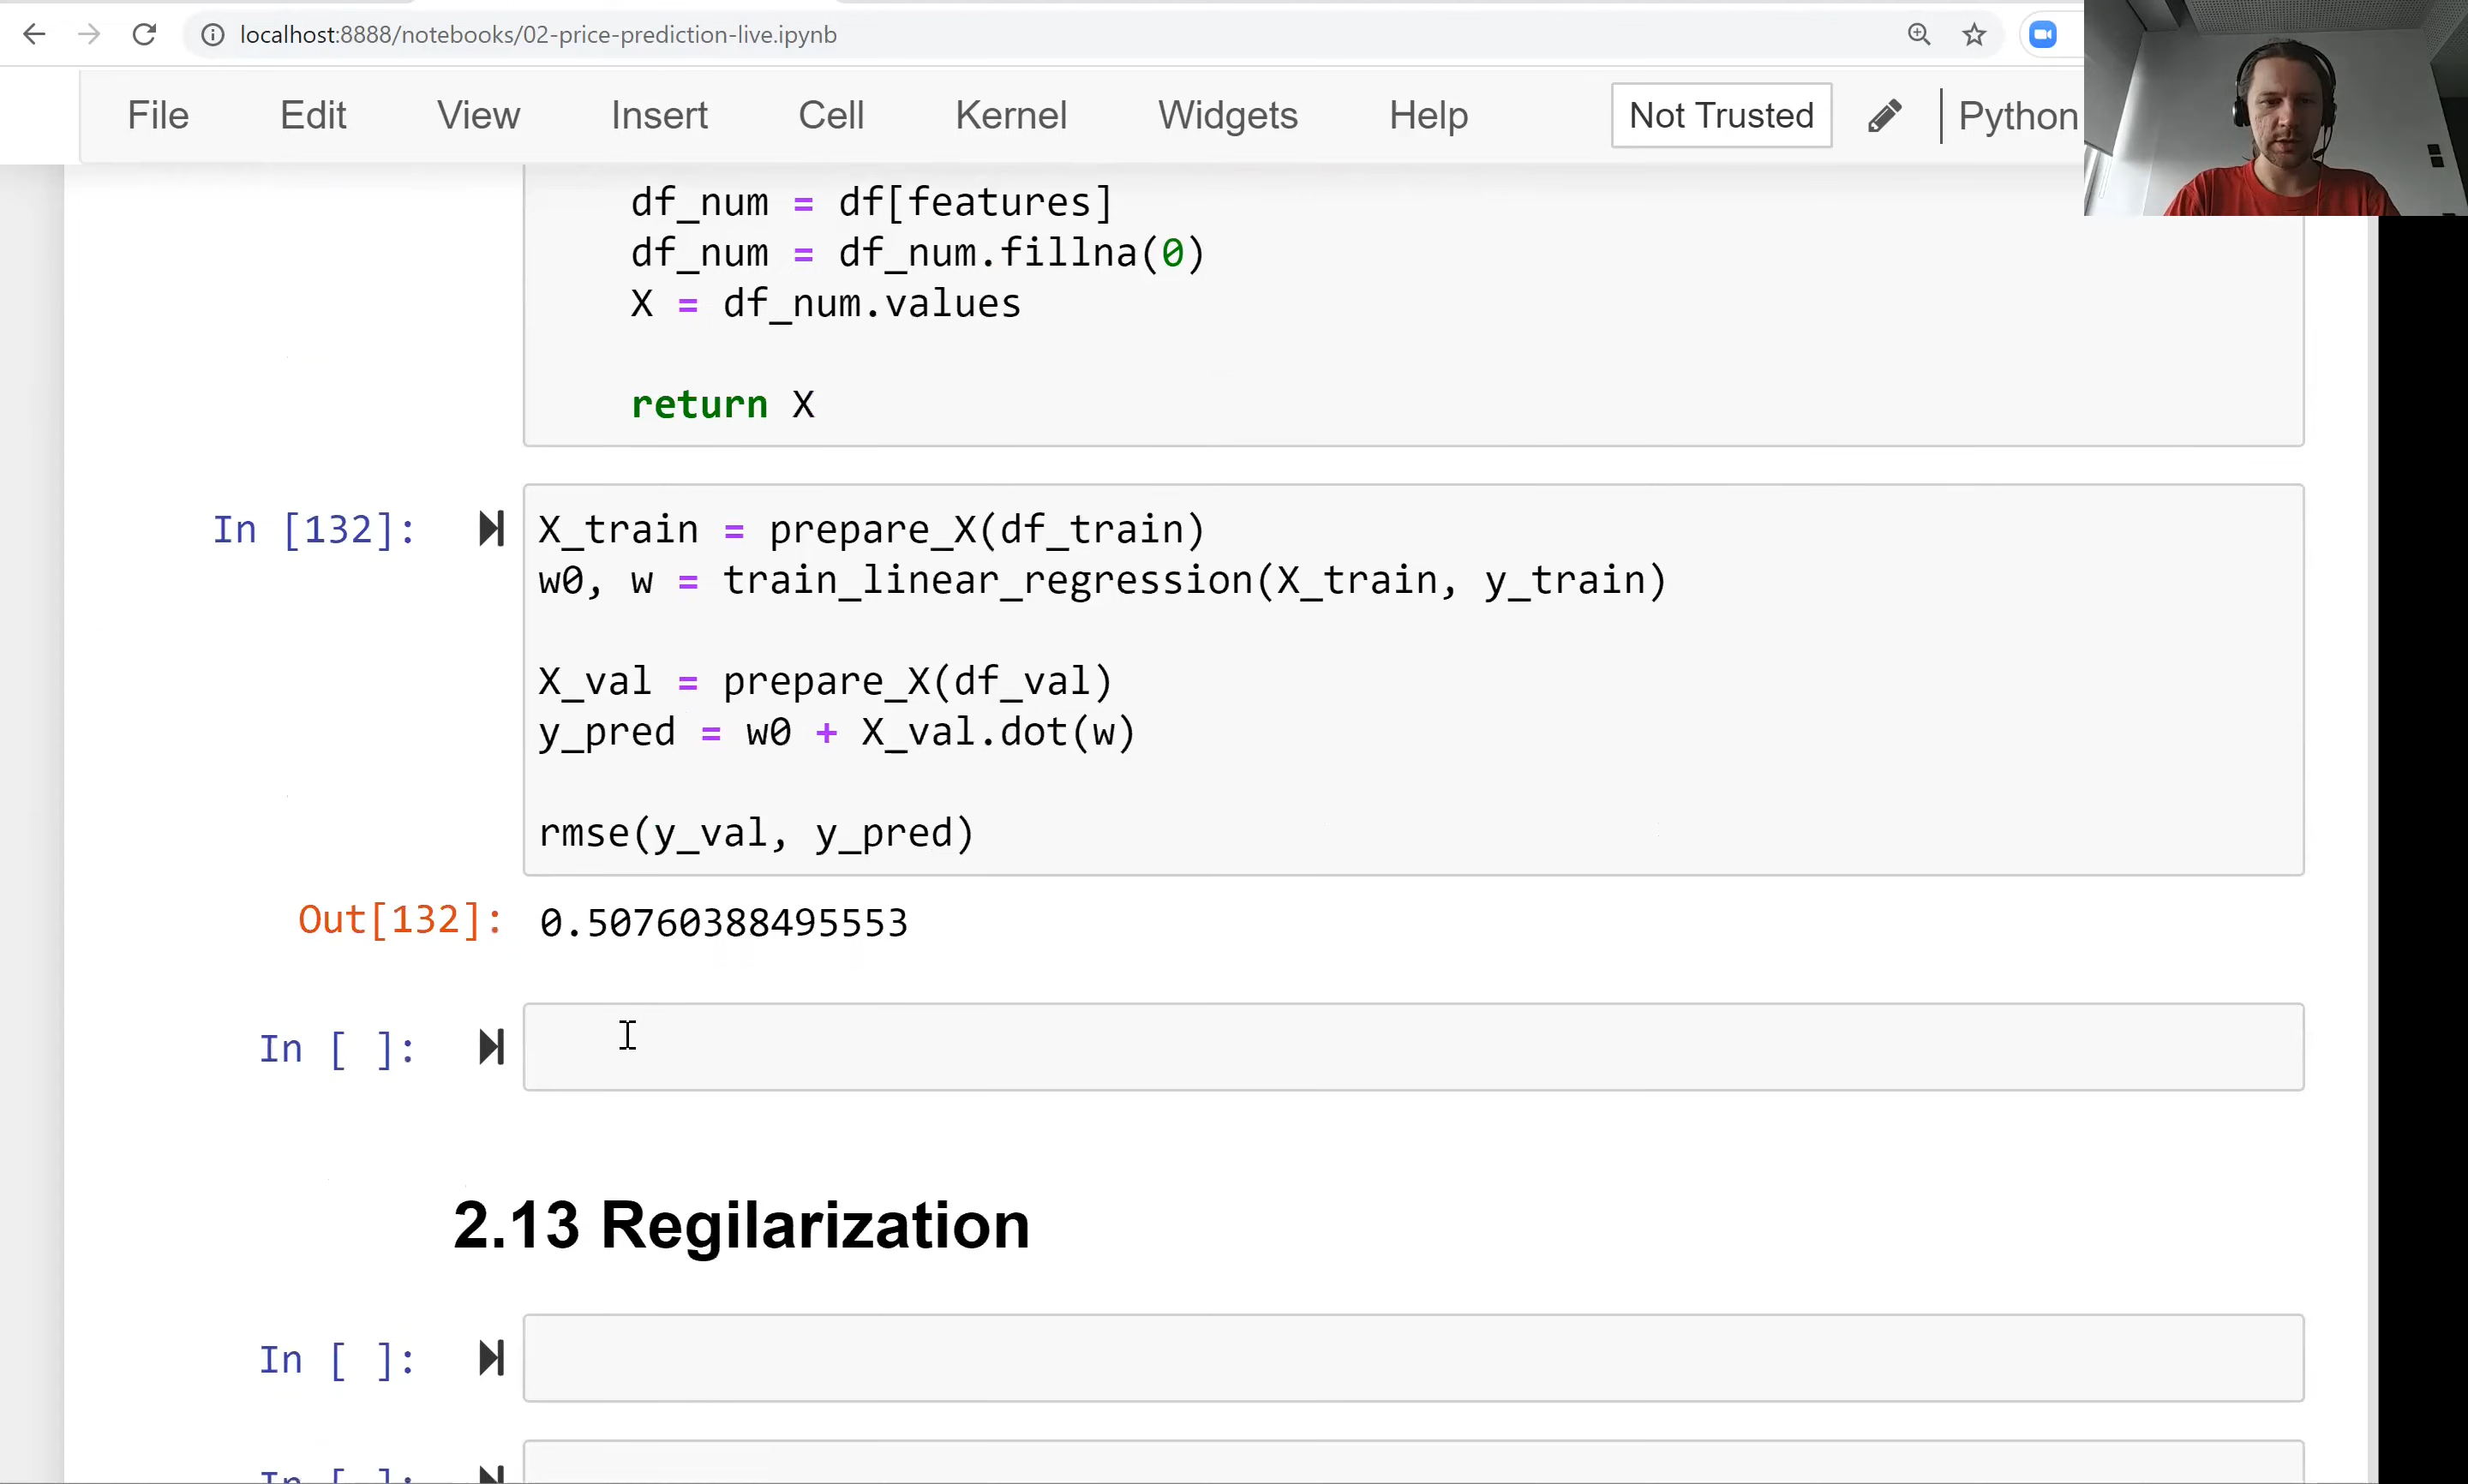 localhost:8888/notebooks/02-price-prediction-live.ipynb
File Edit View Insert Cell Kernel Widgets Help Not Trusted Python
df_num = df[features]
df_num = df_num.fillna(0)
X = df_num.values
return X
In [132]: X_train = prepare_X(df_train)
w0, w = train_linear_regression(X_train, y_train)
X_val = prepare_X(df_val)
y_pred = w0 + X_val.dot(w)
rmse(y_val, y_pred)
Out[132]: 0.50760388495553
In [ ]:
2.13 Regilarization
In [ ]:
In [ ]: